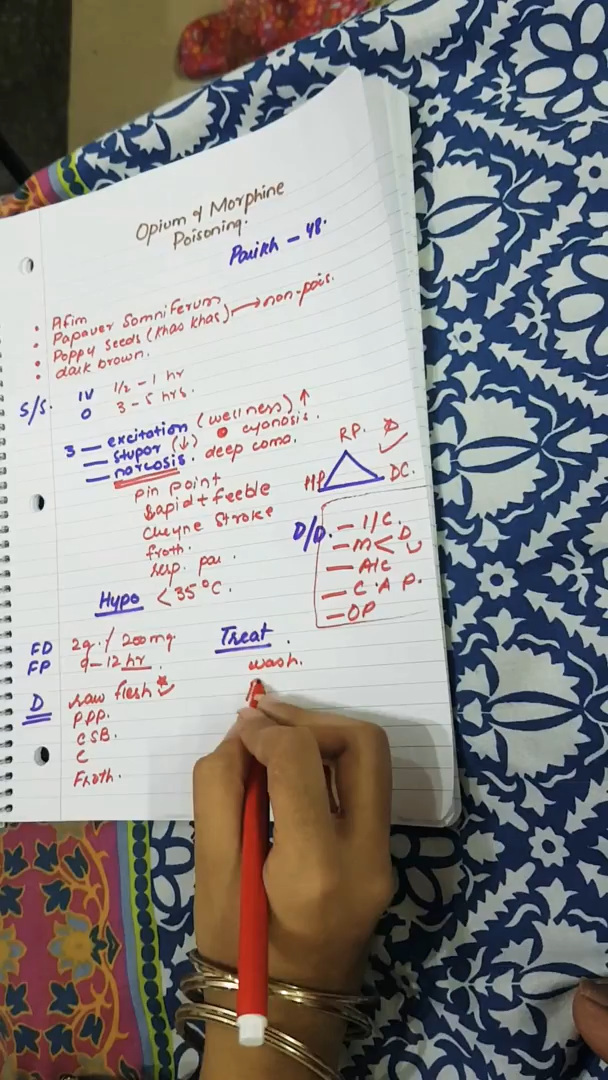 Opium & Morphine
Poisoning.
Parikh - 48.
• Afim
• Papaver Somniferum
• Poppy Seeds (Khas Khas) → non-pois.
• dark brown.
S/S. IV 1/2 - 1 hr
O 3 - 5 hrs.
3 — excitation (wellness) ↑
— stupor (↓) cyanosis.
— narcosis. deep coma.
Pin point
Rapid + feeble
Cheyne Stroke
froth.
resp. par.
Hypo < 35°C.
RP.
HP DC.
D/D. — I/C.
— M < D
— A/C
— C.A P.
— OP
FD 2g. / 200mg
FP 9-12 hr
D raw flesh
PPP.
CSB.
C
Froth.
Treat.
wash.